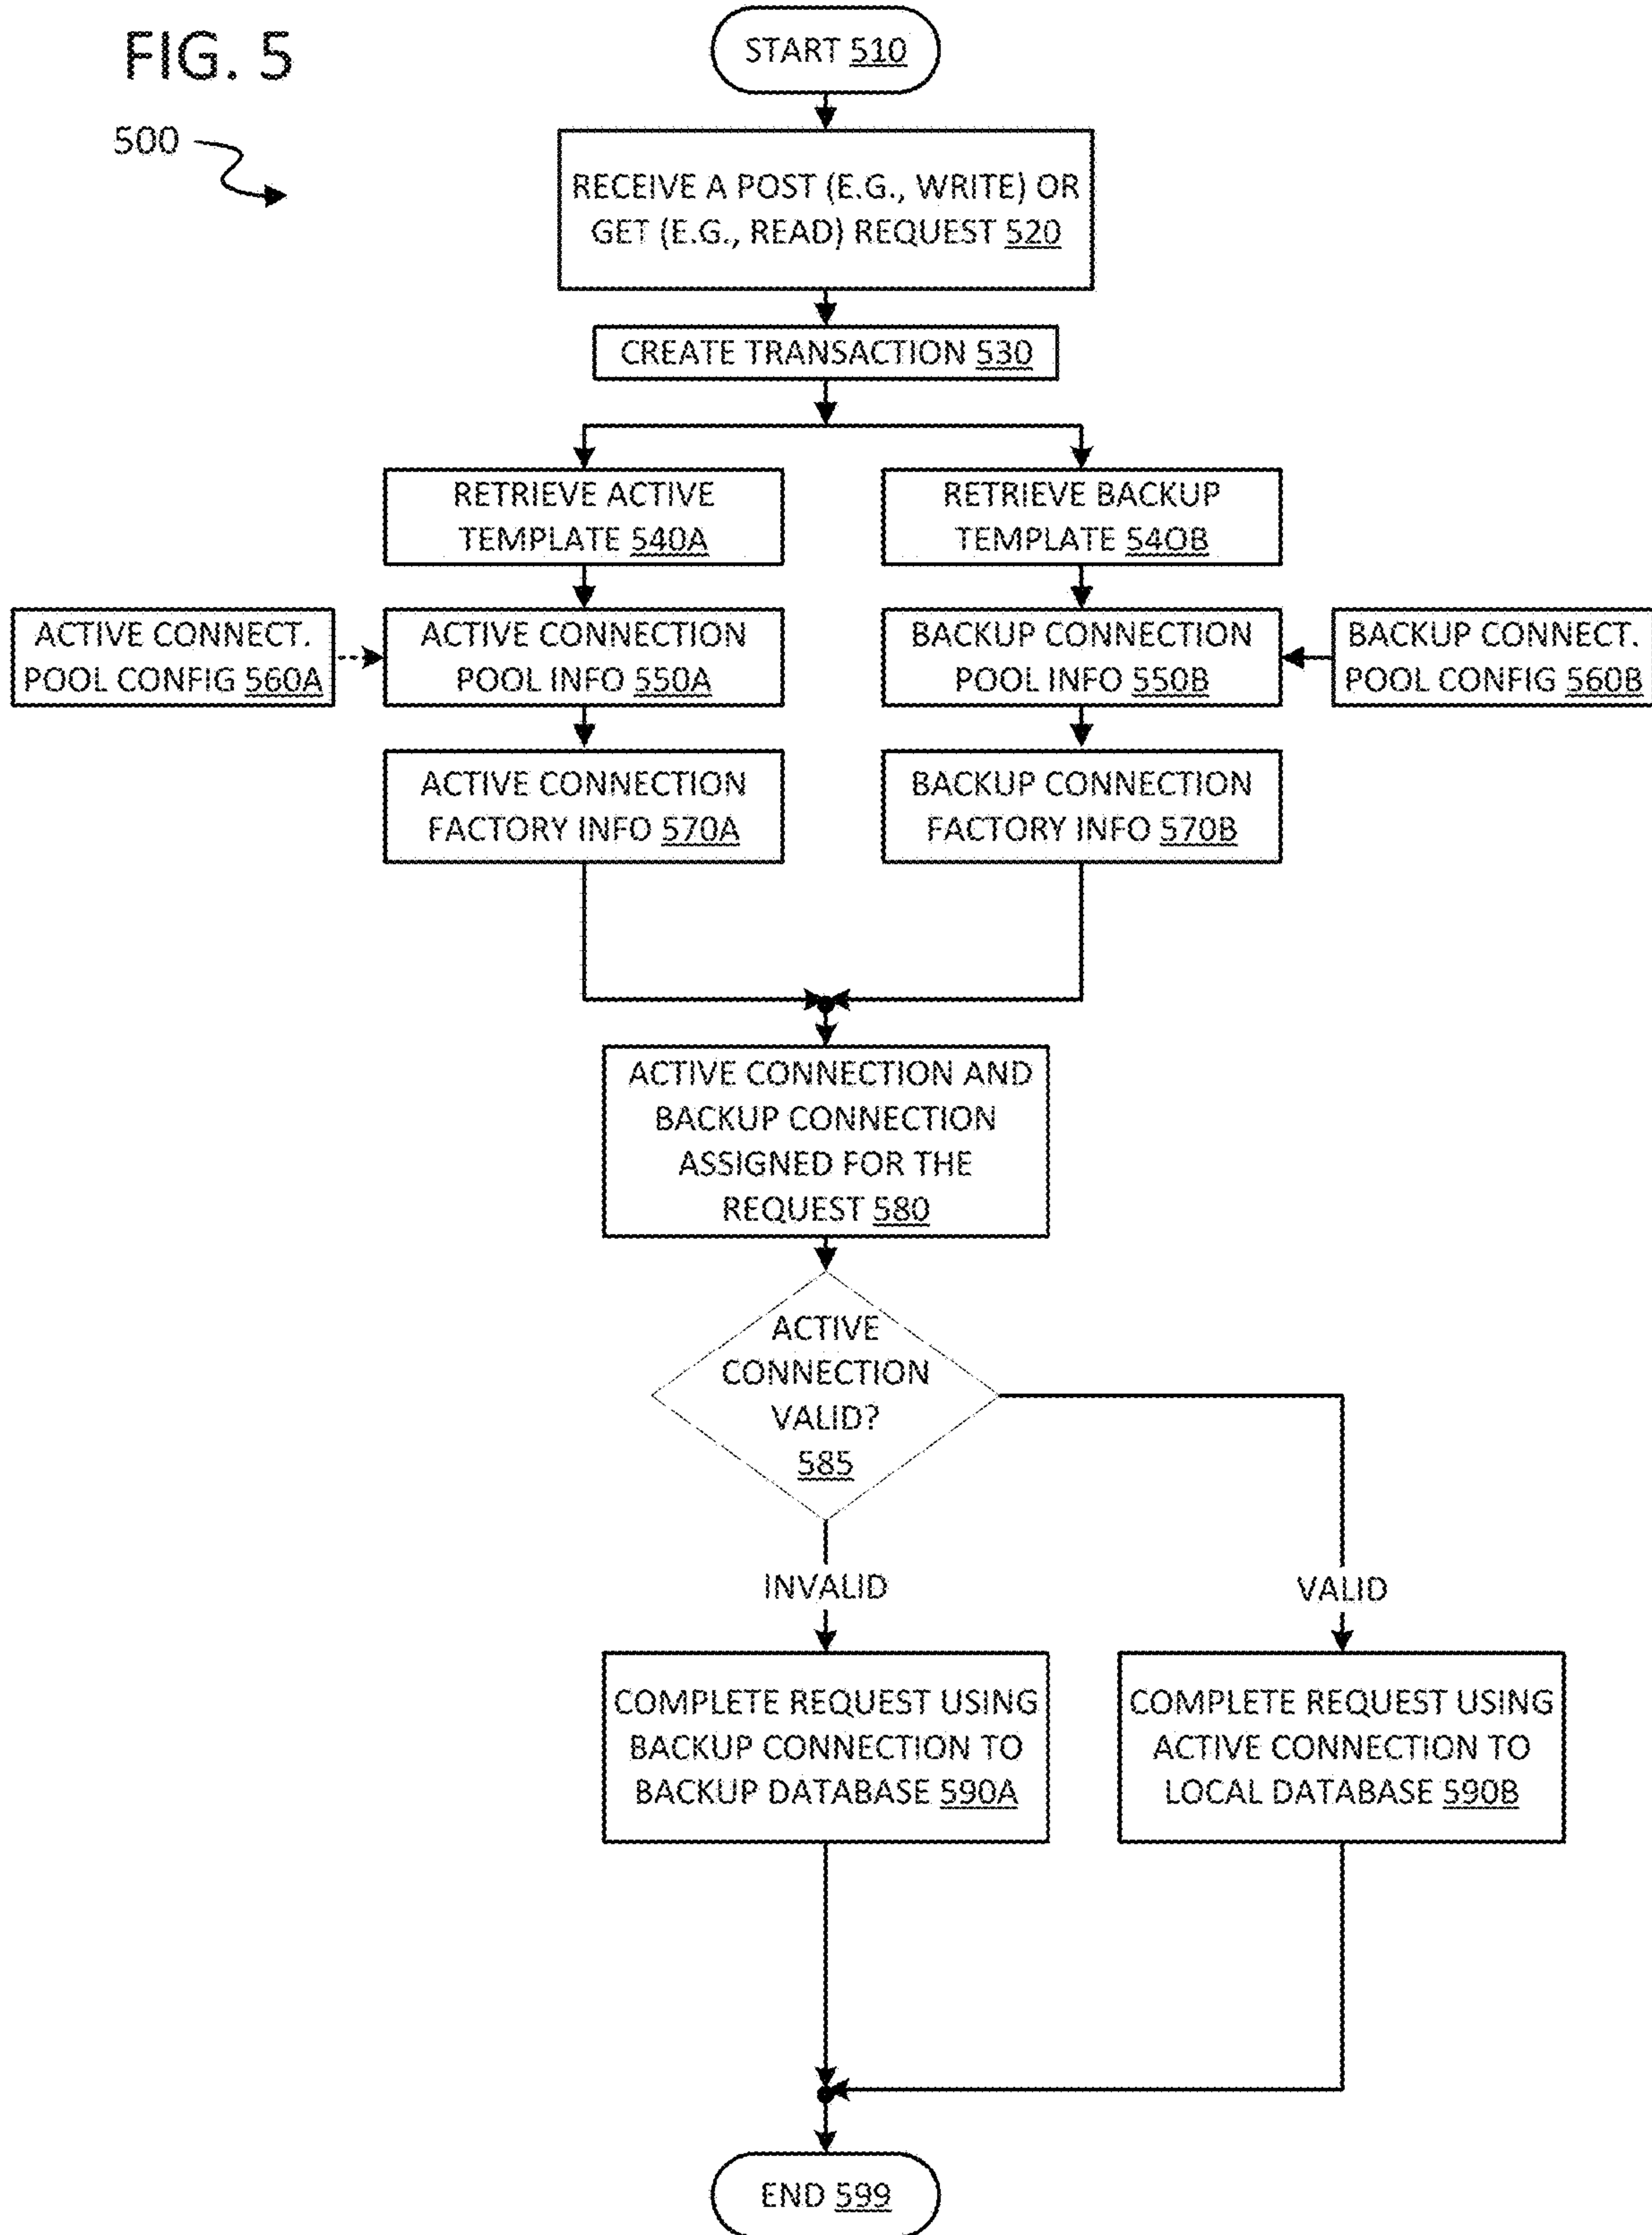 FIG. 5
500
START 510
RECEIVE A POST (E.G., WRITE) OR
GET (E.G., READ) REQUEST 520
CREATE TRANSACTION 530
RETRIEVE ACTIVE
TEMPLATE 540A
RETRIEVE BACKUP
TEMPLATE 54OB
ACTIVE CONNECT.
POOL CONFIG 560A
ACTIVE CONNECTION
POOL INFO 550A
BACKUP CONNECTION
POOL INFO 550B
BACKUP CONNECT.
POOL CONFIG 560B
ACTIVE CONNECTION
FACTORY INFO 570A
BACKUP CONNECTION
FACTORY INFO 570B
ACTIVE CONNECTION AND
BACKUP CONNECTION
ASSIGNED FOR THE
REQUEST 580
ACTIVE
CONNECTION
VALID?
585
INVALID
VALID
COMPLETE REQUEST USING
BACKUP CONNECTION TO
BACKUP DATABASE 590A
COMPLETE REQUEST USING
ACTIVE CONNECTION TO
LOCAL DATABASE 590B
END 599